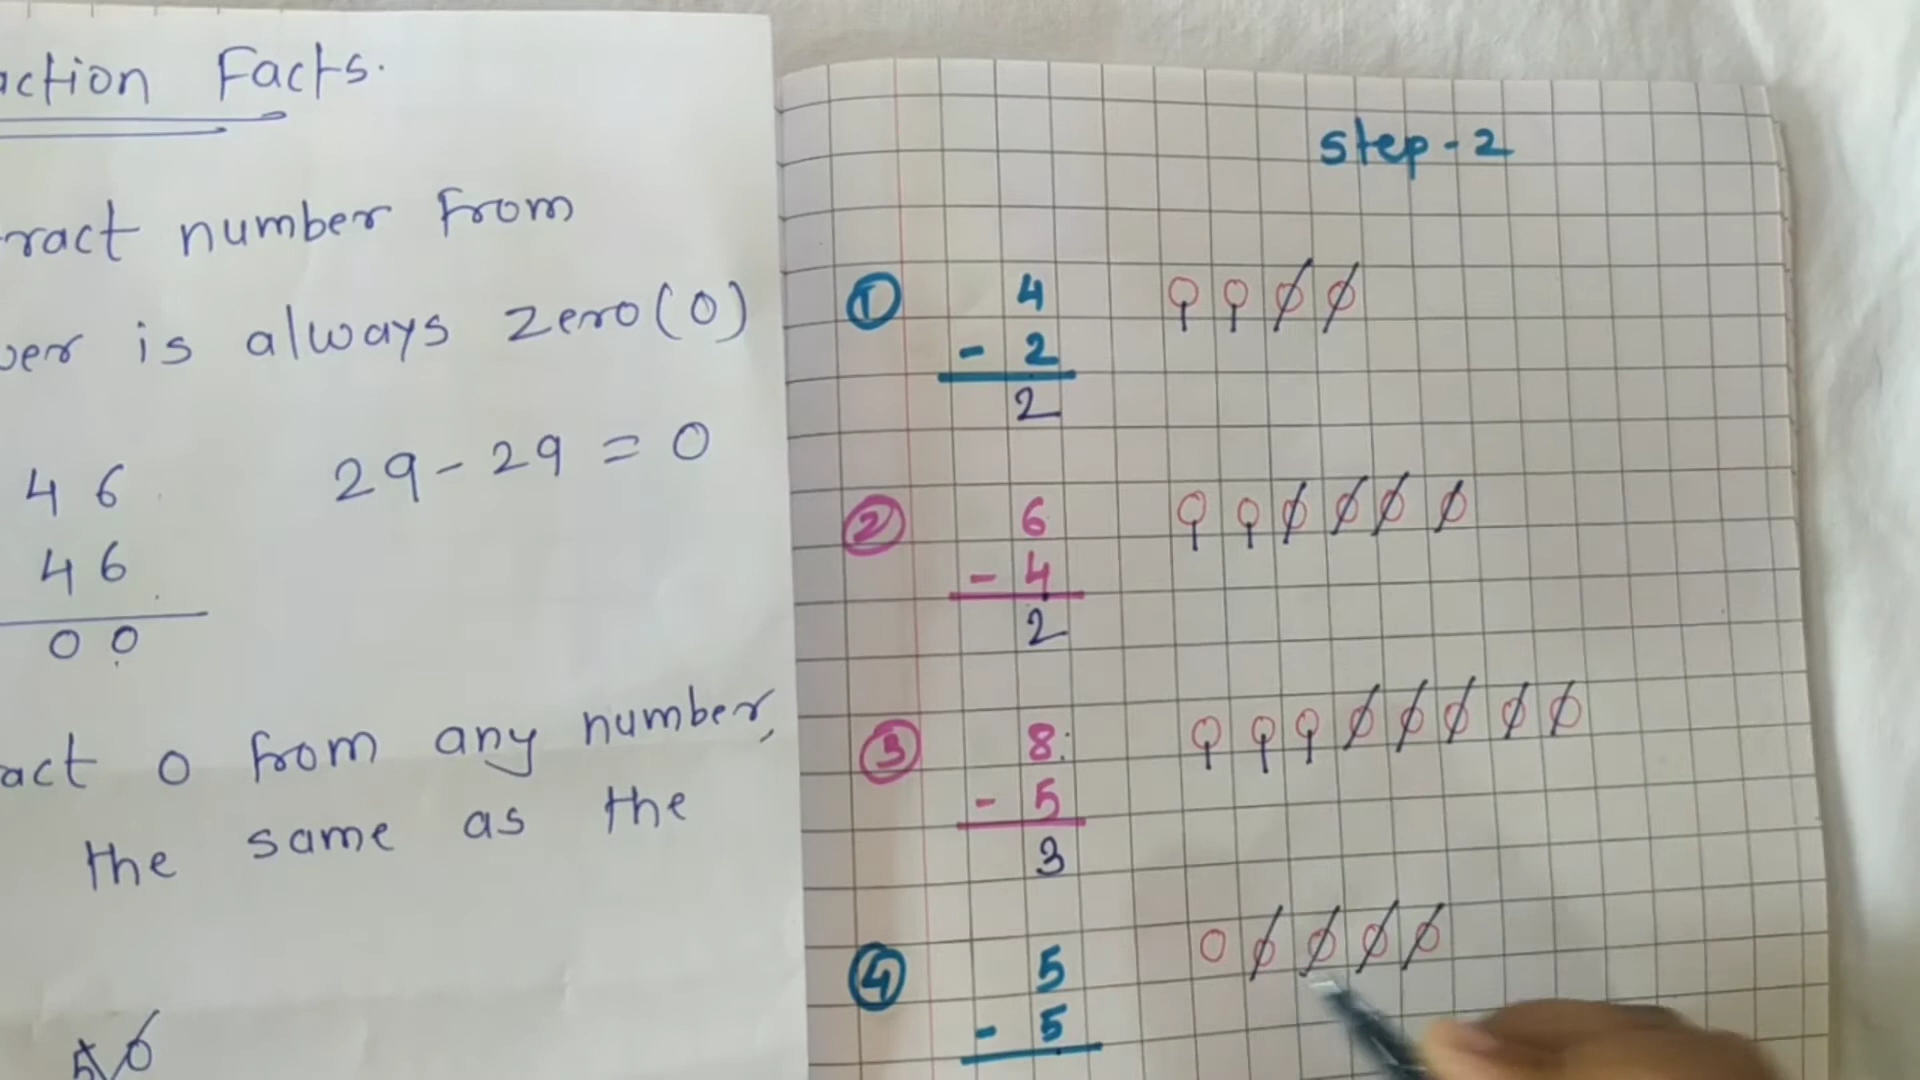 action Facts.
ract number from
is always zero (0)
46 29 - 29 = 0
46
00
act 0 from any number,
the same as the
step - 2
① 4
- 2
2
② 6
- 4
2
③ 8
- 5
3
④ 5
- 5